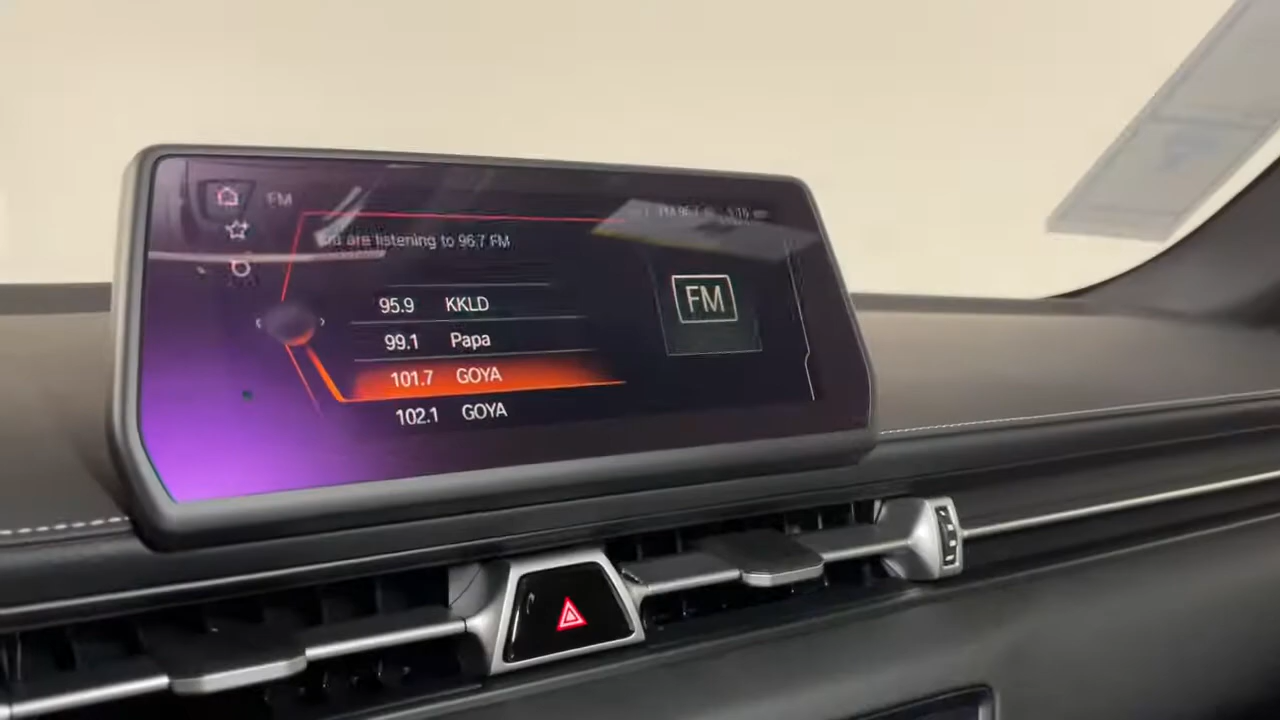 FM
are listening to 96.7 FM
95.9 KKLD
99.1 Papa
101.7 GOYA
102.1 GOYA
FM